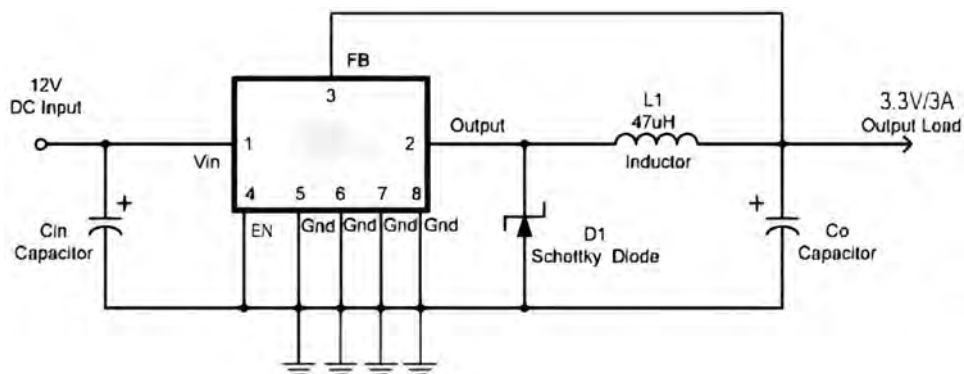 FB
12V
DC Input
3
L1
47uH
3.3V/3A
Output Load
Output
1
2
Vin
Inductor
4 5 6 7 8
EN Gnd Gnd Gnd Gnd
+
+
Cin
Capacitor
D1
Schottky Diode
Co
Capacitor